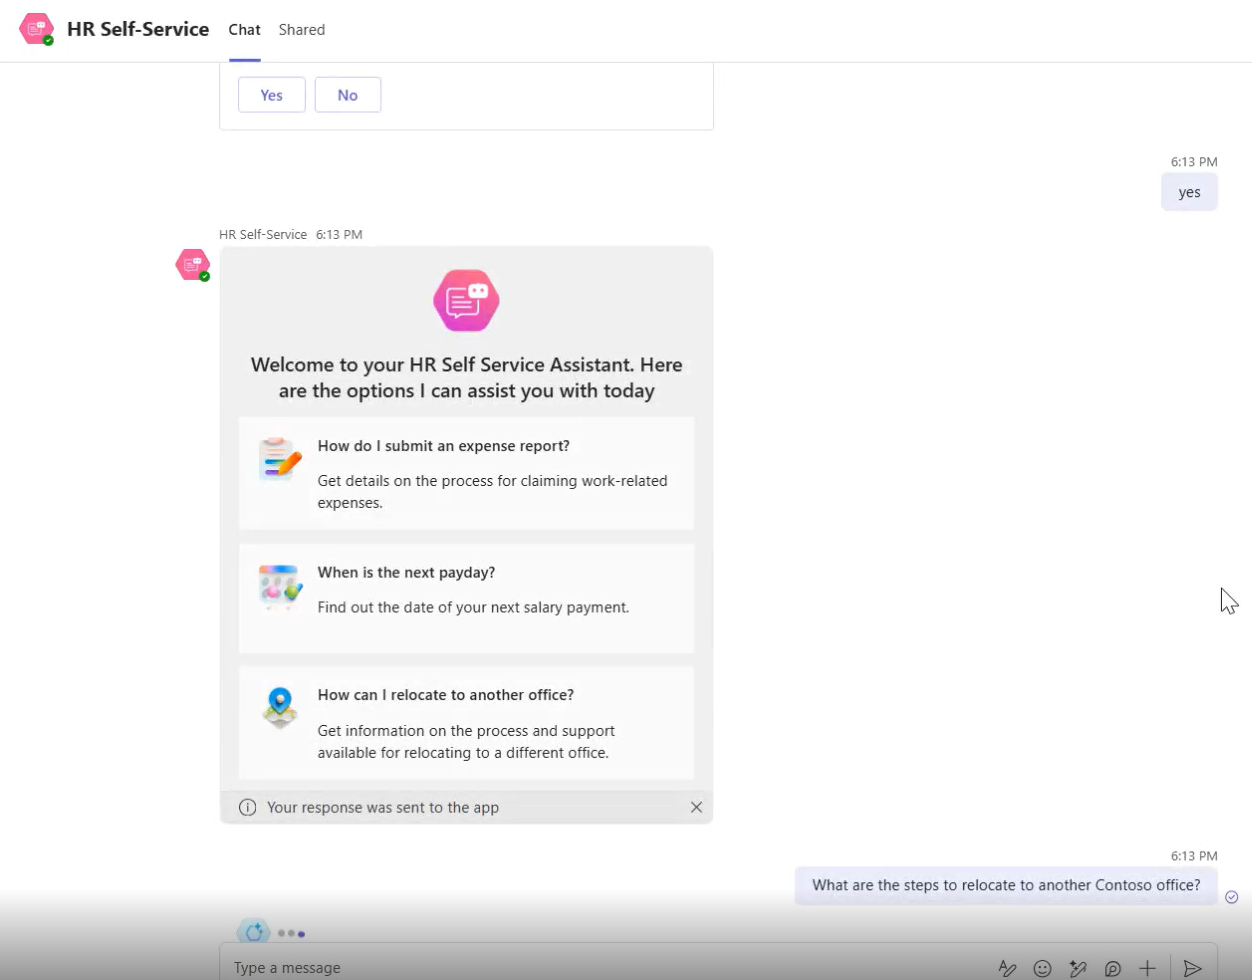 HR Self-Service Chat Shared
Yes No
6:13 PM
yes
HR Self-Service 6:13 PM
Welcome to your HR Self Service Assistant. Here
are the options I can assist you with today
How do I submit an expense report?
Get details on the process for claiming work-related
expenses.
When is the next payday?
Find out the date of your next salary payment.
How can I relocate to another office?
Get information on the process and support
available for relocating to a different office.
Your response was sent to the app
6:13 PM
What are the steps to relocate to another Contoso office?
Type a message